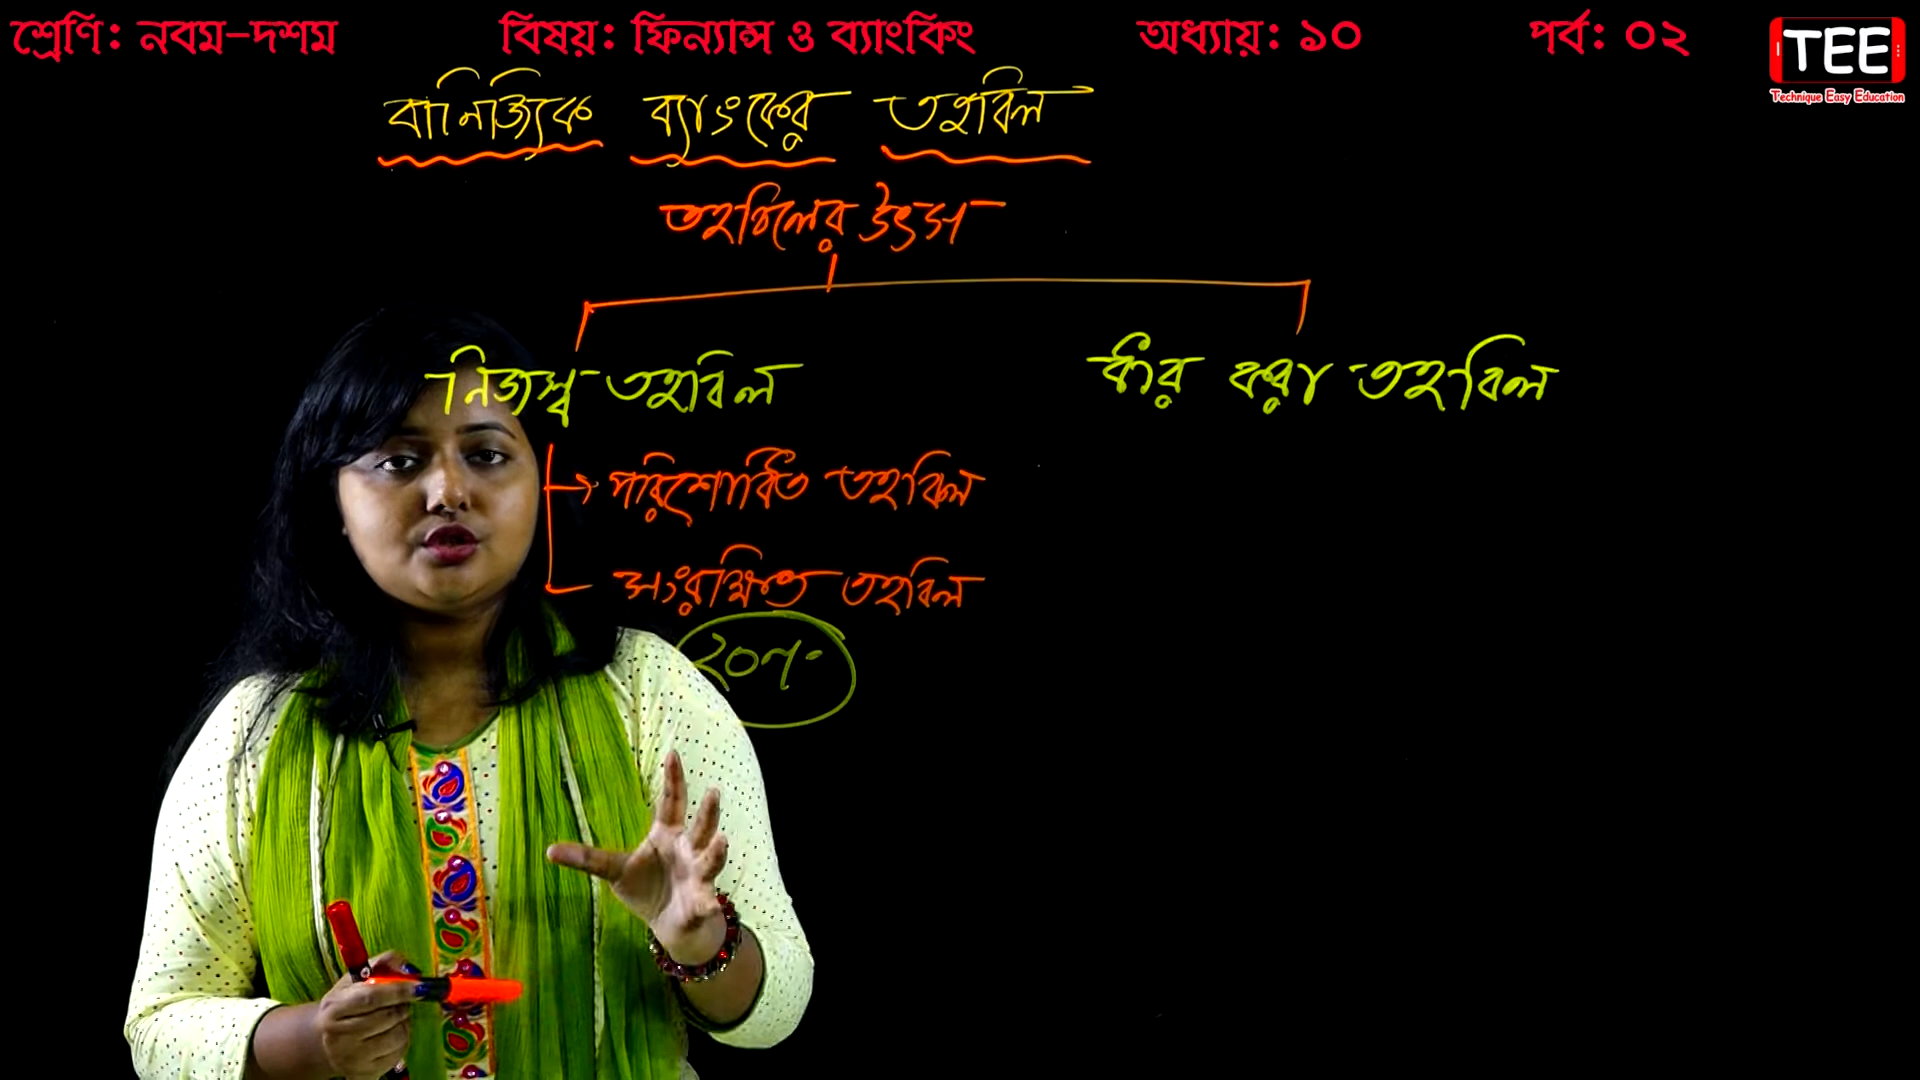 শ্রেণি: নবম-দশম বিষয়: ফিন্যান্স ও ব্যাংকিং অধ্যায়: ১০ পর্ব: ০২
TEE
Technique Easy Education
বানিজ্যিক ব্যাংকের তহবিল
তহবিলের উৎস
নিজস্ব তহবিল ধার করা তহবিল
পরিশোধিত তহবিল
সংরক্ষিত তহবিল
২০%